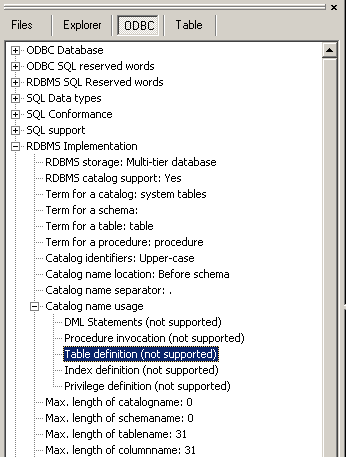 Files Explorer ODBC Table
ODBC Database
ODBC SQL reserved words
RDBMS SQL Reserved words
SQL Data types
SQL Conformance
SQL support
RDBMS Implementation
RDBMS storage: Multi-tier database
RDBMS catalog support: Yes
Term for a catalog: system tables
Term for a schema:
Term for a table: table
Term for a procedure: procedure
Catalog identifiers: Upper-case
Catalog name location: Before schema
Catalog name separator: .
Catalog name usage
DML Statements (not supported)
Procedure invocation (not supported)
Table definition (not supported)
Index definition (not supported)
Privilege definition (not supported)
Max. length of catalogname: 0
Max. length of schemaname: 0
Max. length of tablename: 31
Max. length of columnname: 31